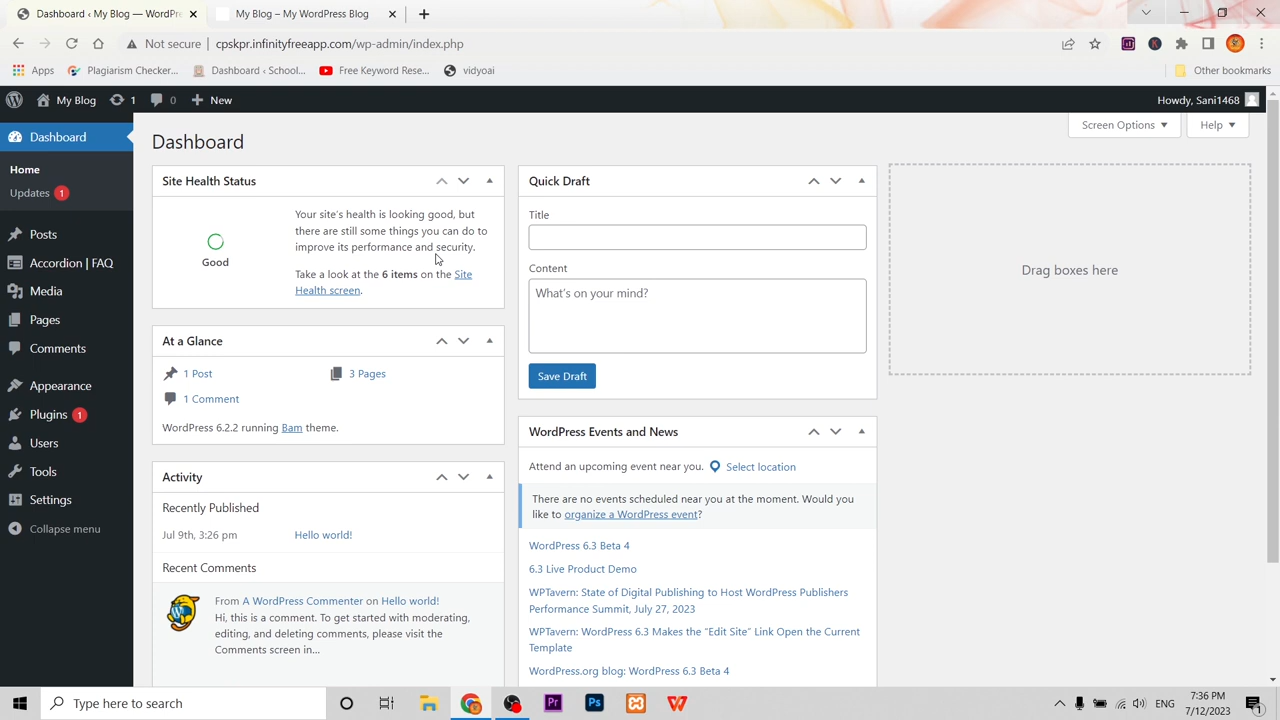 Dashboard ‹ My Blog — WordPress
My Blog – My WordPress Blog
Not secure
cpskpr.infinityfreeapp.com/wp-admin/index.php
Apps
Plagiarism Checker...
Dashboard ‹ School...
Free Keyword Rese...
vidyoai
Other bookmarks
My Blog
1
0
New
Howdy, Sani1468
Dashboard
Home
Updates 1
Posts
Accordion | FAQ
Media
Pages
Comments
Appearance
Plugins 1
Users
Tools
Settings
Collapse menu
Screen Options
Help
Dashboard
Site Health Status
Good
Your site's health is looking good, but
there are still some things you can do to
improve its performance and security.
Take a look at the 6 items on the Site
Health screen.
At a Glance
1 Post
3 Pages
1 Comment
WordPress 6.2.2 running Bam theme.
Activity
Recently Published
Jul 9th, 3:26 pm
Hello world!
Recent Comments
From A WordPress Commenter on Hello world!
Hi, this is a comment. To get started with moderating,
editing, and deleting comments, please visit the
Comments screen in...
Quick Draft
Title
Content
What's on your mind?
Save Draft
WordPress Events and News
Attend an upcoming event near you.
Select location
There are no events scheduled near you at the moment. Would you
like to organize a WordPress event?
WordPress 6.3 Beta 4
6.3 Live Product Demo
WPTavern: State of Digital Publishing to Host WordPress Publishers
Performance Summit, July 27, 2023
WPTavern: WordPress 6.3 Makes the "Edit Site" Link Open the Current
Template
WordPress.org blog: WordPress 6.3 Beta 4
Drag boxes here
Type here to search
Pr
Ps
ENG
7:36 PM
7/12/2023
1